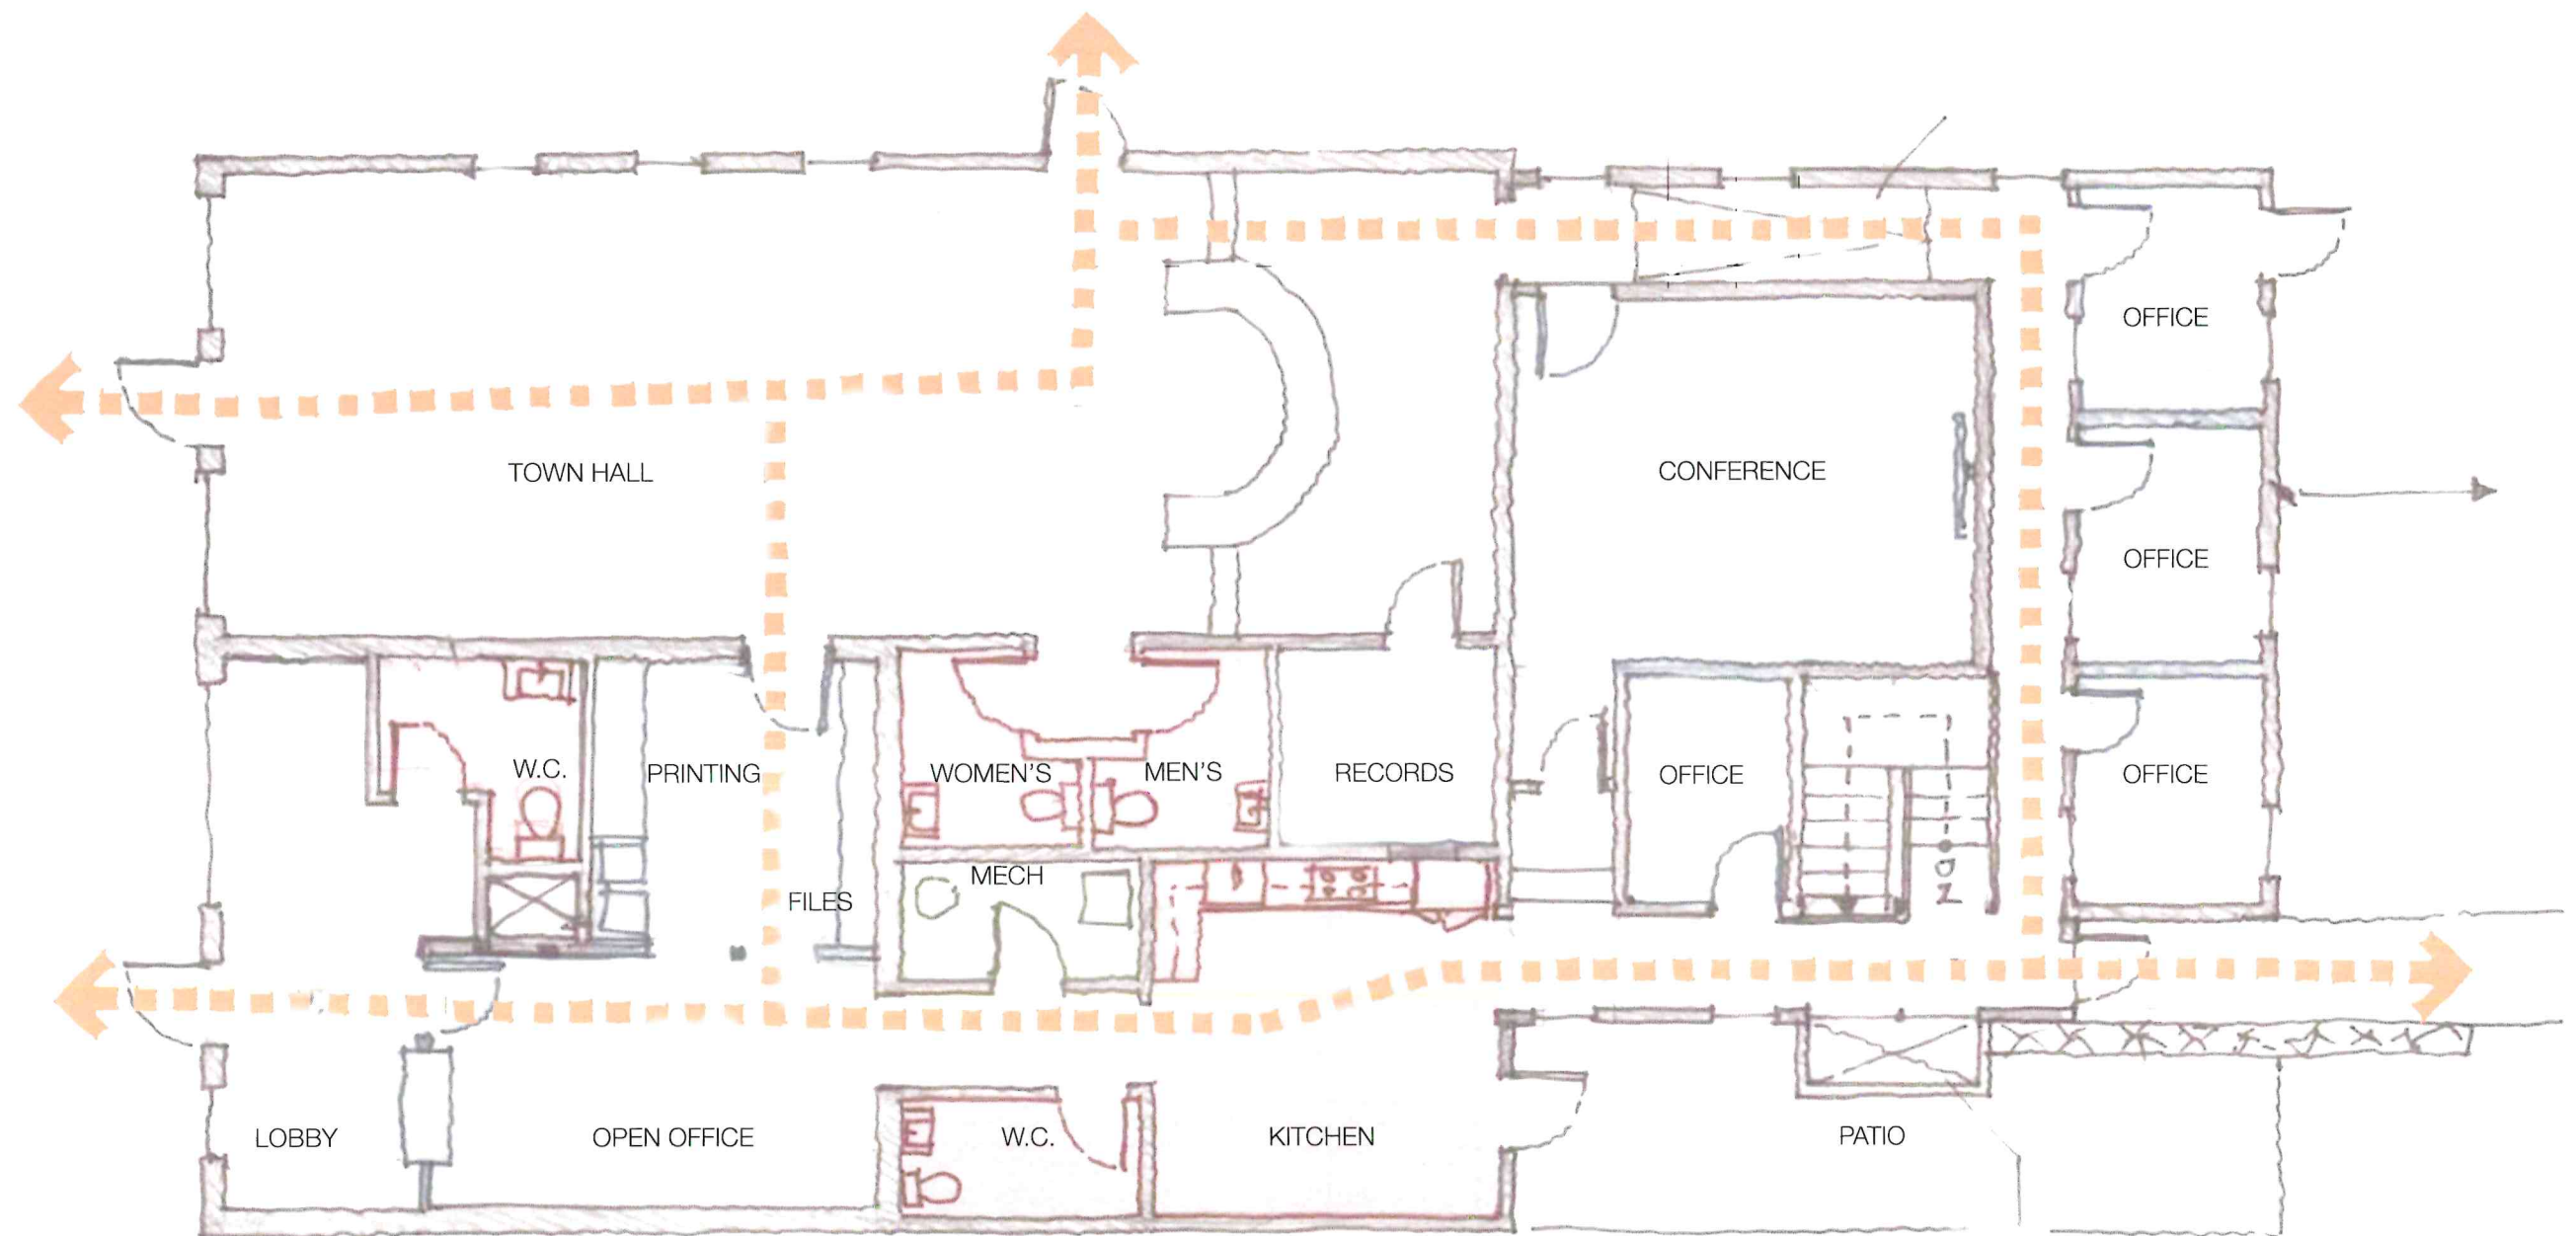 OFFICE
TOWN HALL
CONFERENCE
OFFICE
W.C.
PRINTING
WOMEN'S
MEN'S
RECORDS
OFFICE
OFFICE
MECH
FILES
LOBBY
OPEN OFFICE
W.C.
KITCHEN
PATIO